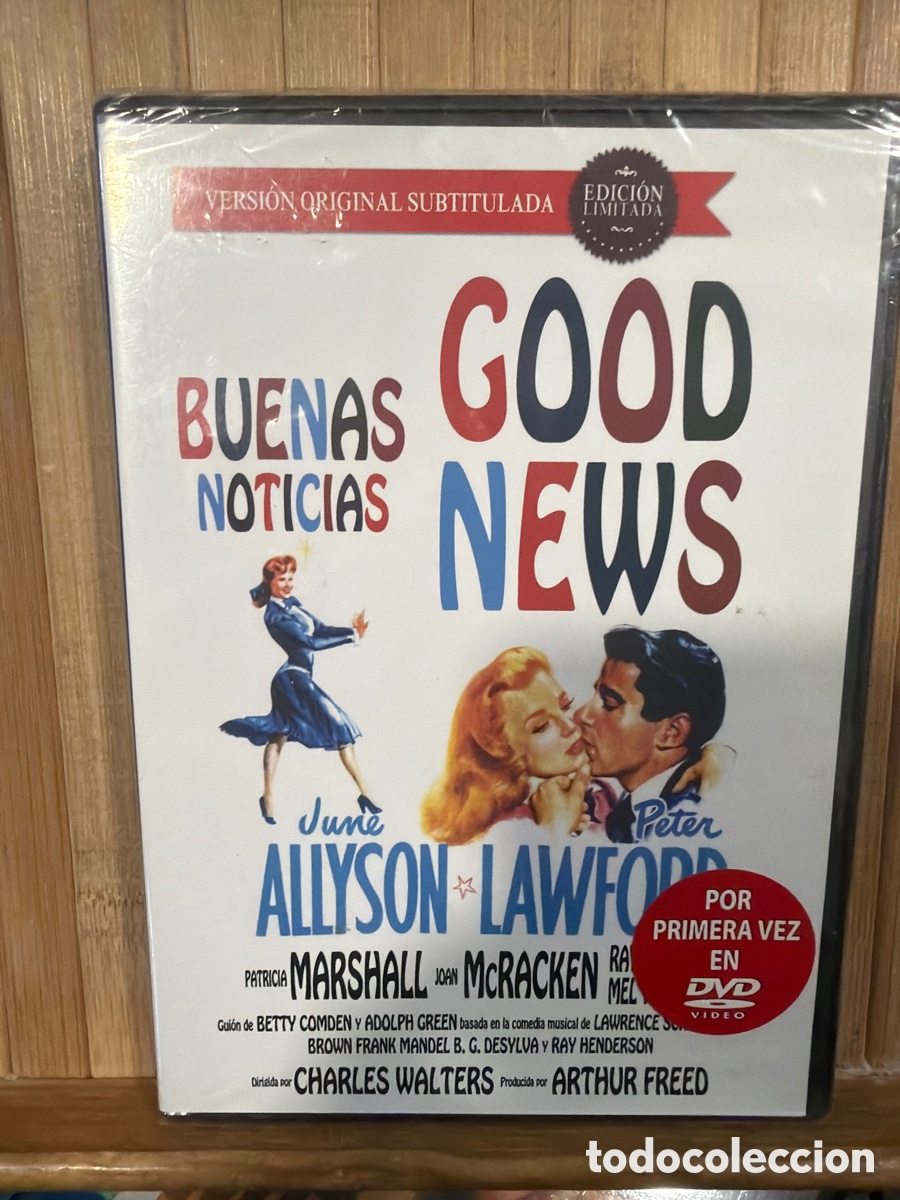 VERSIÓN ORIGINAL SUBTITULADA
EDICIÓN
LIMITADA
GOOD
NEWS
BUENAS
NOTICIAS
June
ALLYSON
Peter
LAWFORD
PATRICIA MARSHALL JOAN McCRACKEN
Guión de BETTY COMDEN Y ADOLPH GREEN basada en la comedia musical de LAWRENCE
BROWN FRANK MANDEL B. G. DESYLVA Y RAY HENDERSON
Dirigida por CHARLES WALTERS Producida por ARTHUR FREED
POR
PRIMERA VEZ
EN
DVD
VIDEO
todocoleccion